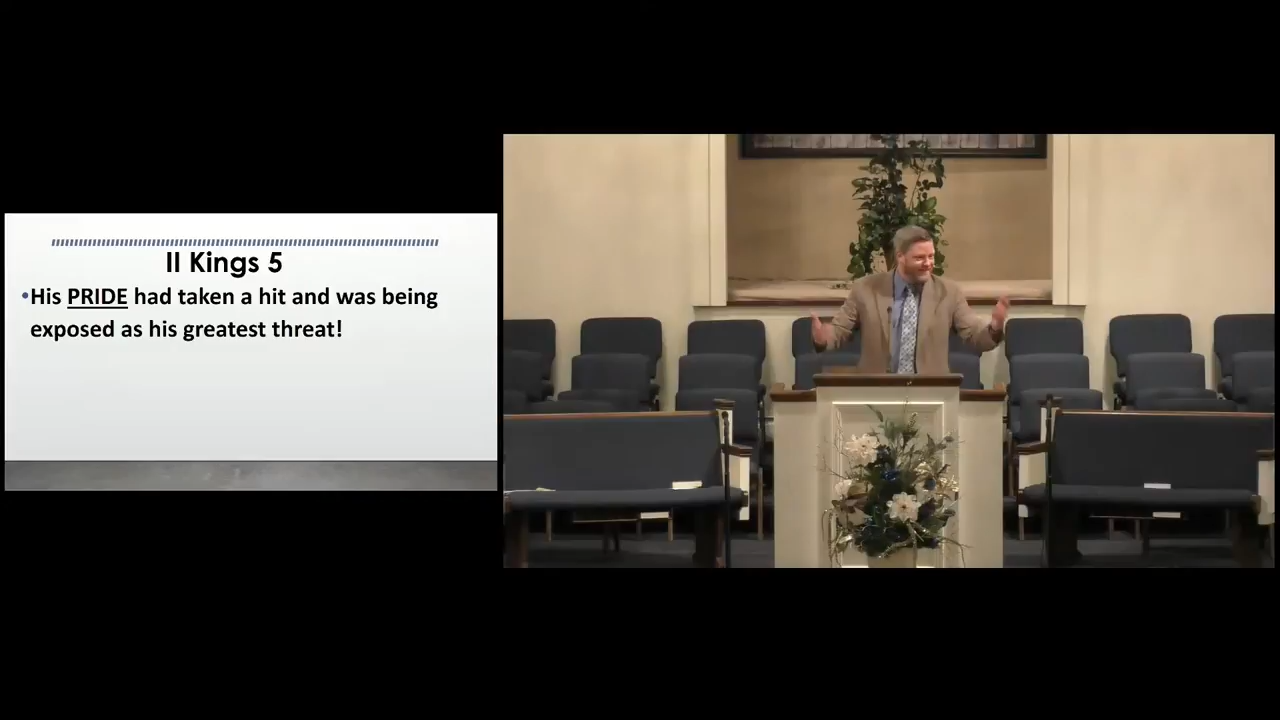 II Kings 5
•His PRIDE had taken a hit and was being
exposed as his greatest threat!